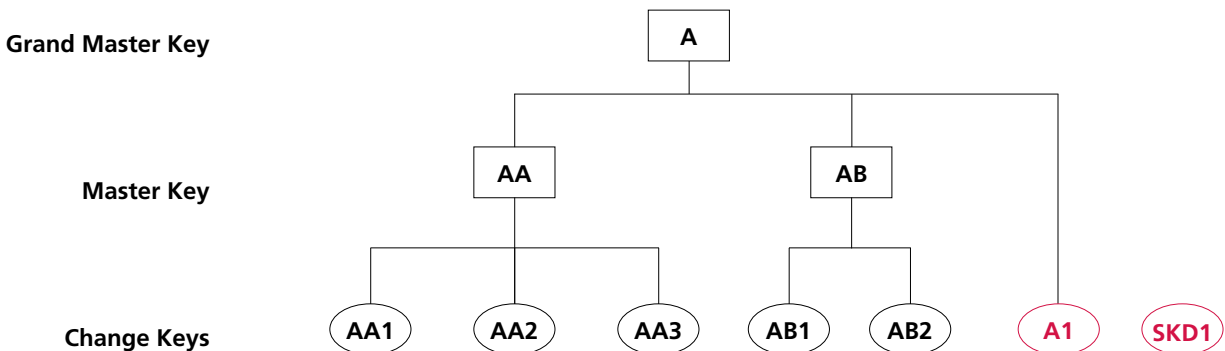 Grand Master Key
A
Master Key
AA
AB
Change Keys
AA1
AA2
AA3
AB1
AB2
A1
SKD1